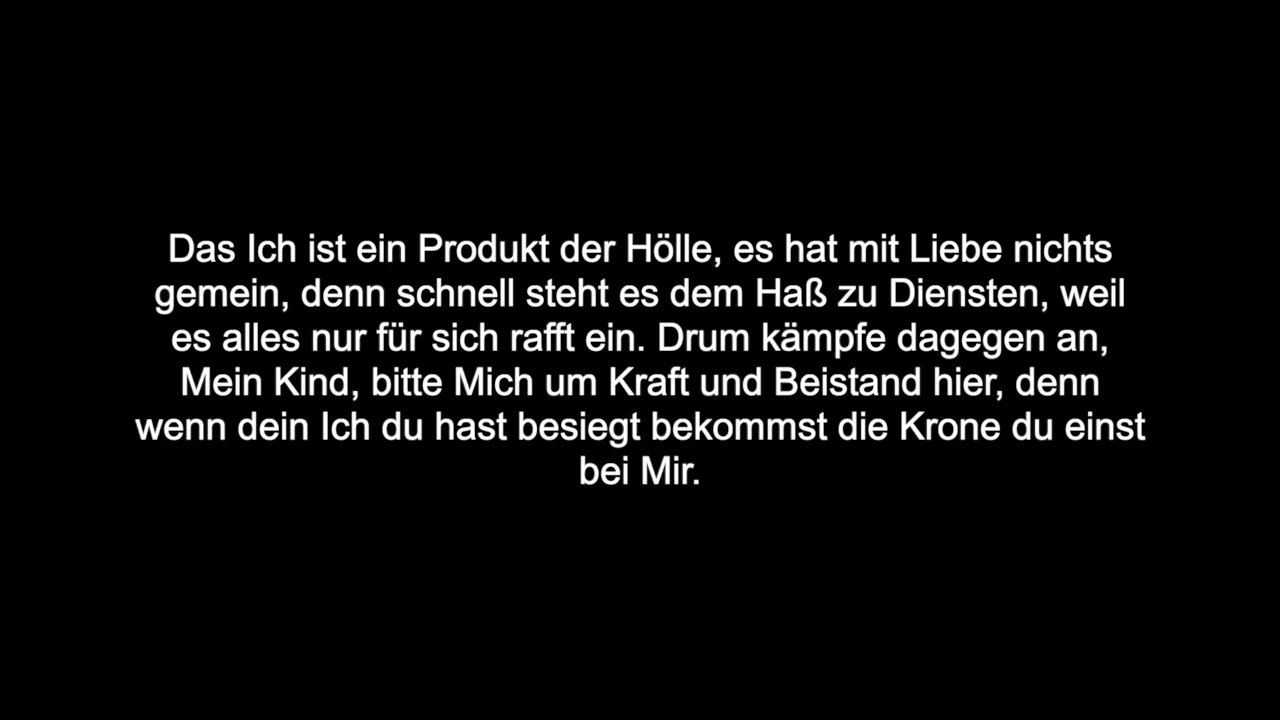 Das Ich ist ein Produkt der Hölle, es hat mit Liebe nichts
gemein, denn schnell steht es dem Haß zu Diensten, weil
es alles nur für sich rafft ein. Drum kämpfe dagegen an,
Mein Kind, bitte Mich um Kraft und Beistand hier, denn
wenn dein Ich du hast besiegt bekommst die Krone du einst
bei Mir.